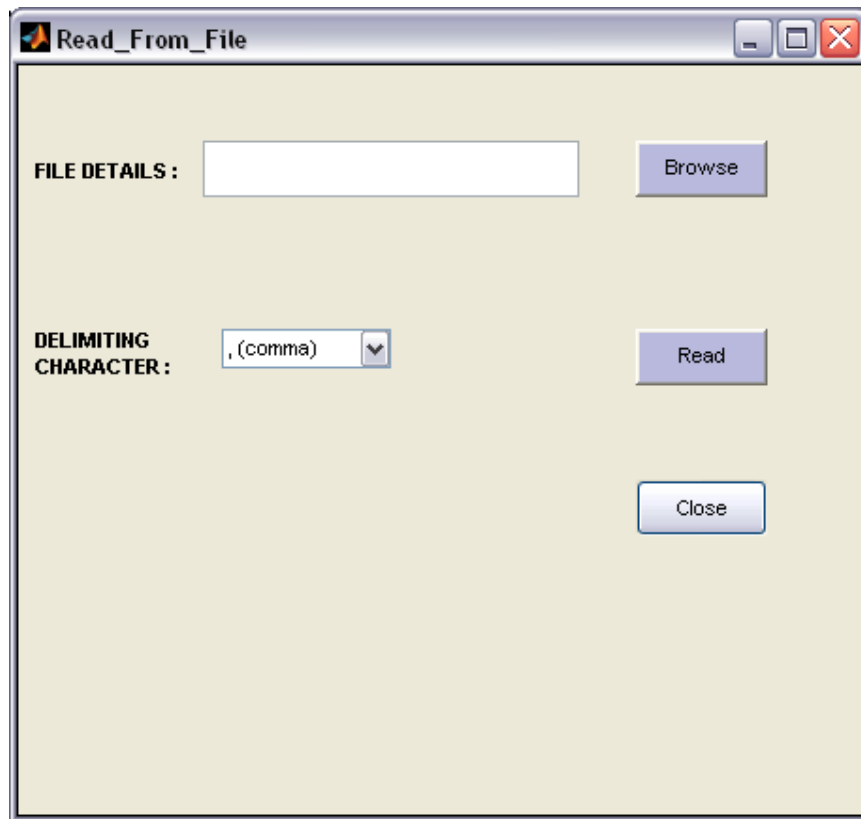 Read_From_File
FILE DETAILS :
Browse
DELIMITING
CHARACTER :
, (comma)
Read
Close